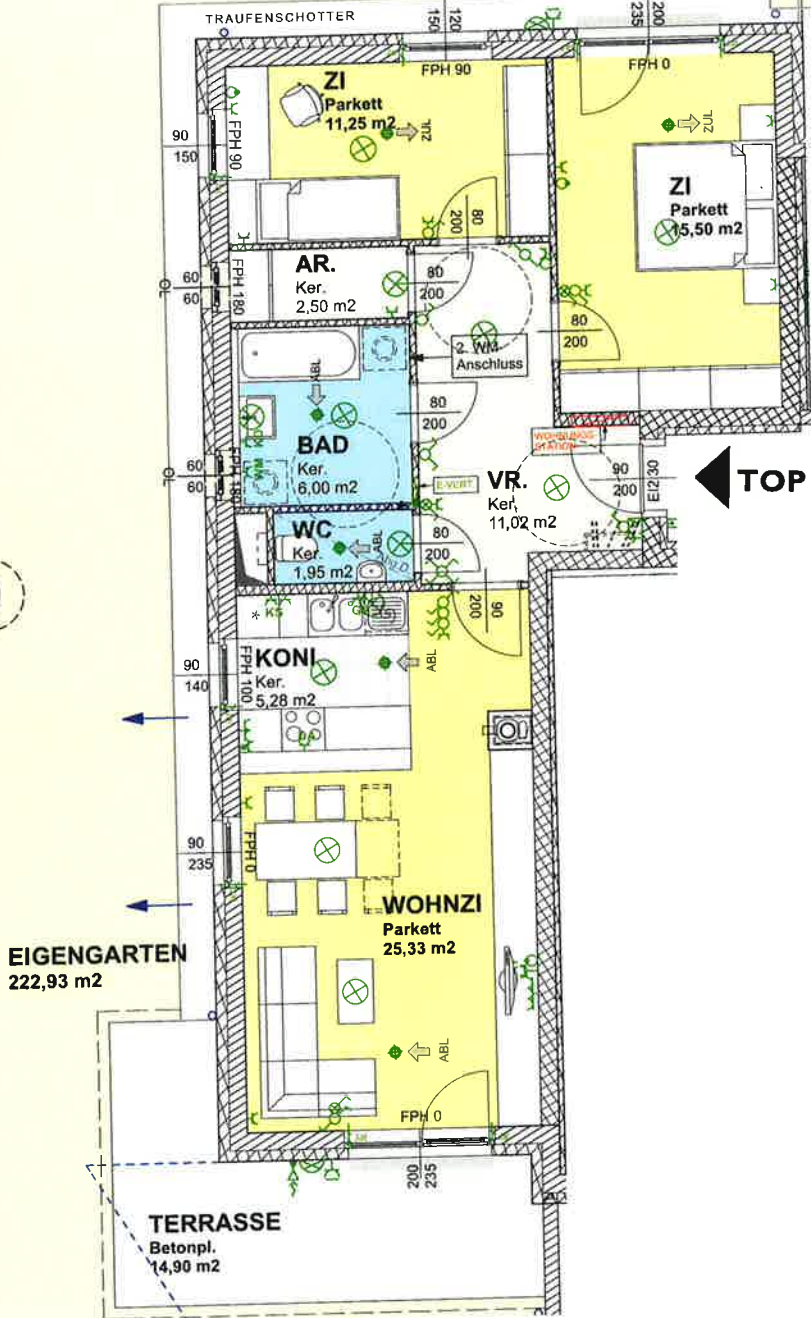 TRAUFENSCHOTTER
150
120
235
200
FPH 90
FPH 0
ZI
Parkett
11,25 m2
ZUL
ZUL
90
150
FPH 90
ZI
Parkett
15,50 m2
80
200
AR.
Ker.
2,50 m2
60
60
FPH 180
80
200
80
200
2. WM-
Anschluss
ABL
80
200
BAD
Ker.
6,00 m2
WM
60
60
FPH 180
WOHNUNGS-
STATION
E-VERT.
VR.
Ker.
11,02 m2
90
200
EI230
TOP
WC
Ker.
1,95 m2
ABL
80
200
90
200
KS
KONI
Ker.
5,28 m2
ABL
90
140
FPH 100
90
235
FPH 0
WOHNZI
Parkett
25,33 m2
EIGENGARTEN
222,93 m2
ABL
FPH 0
200
235
TERRASSE
Betonpl.
14,90 m2